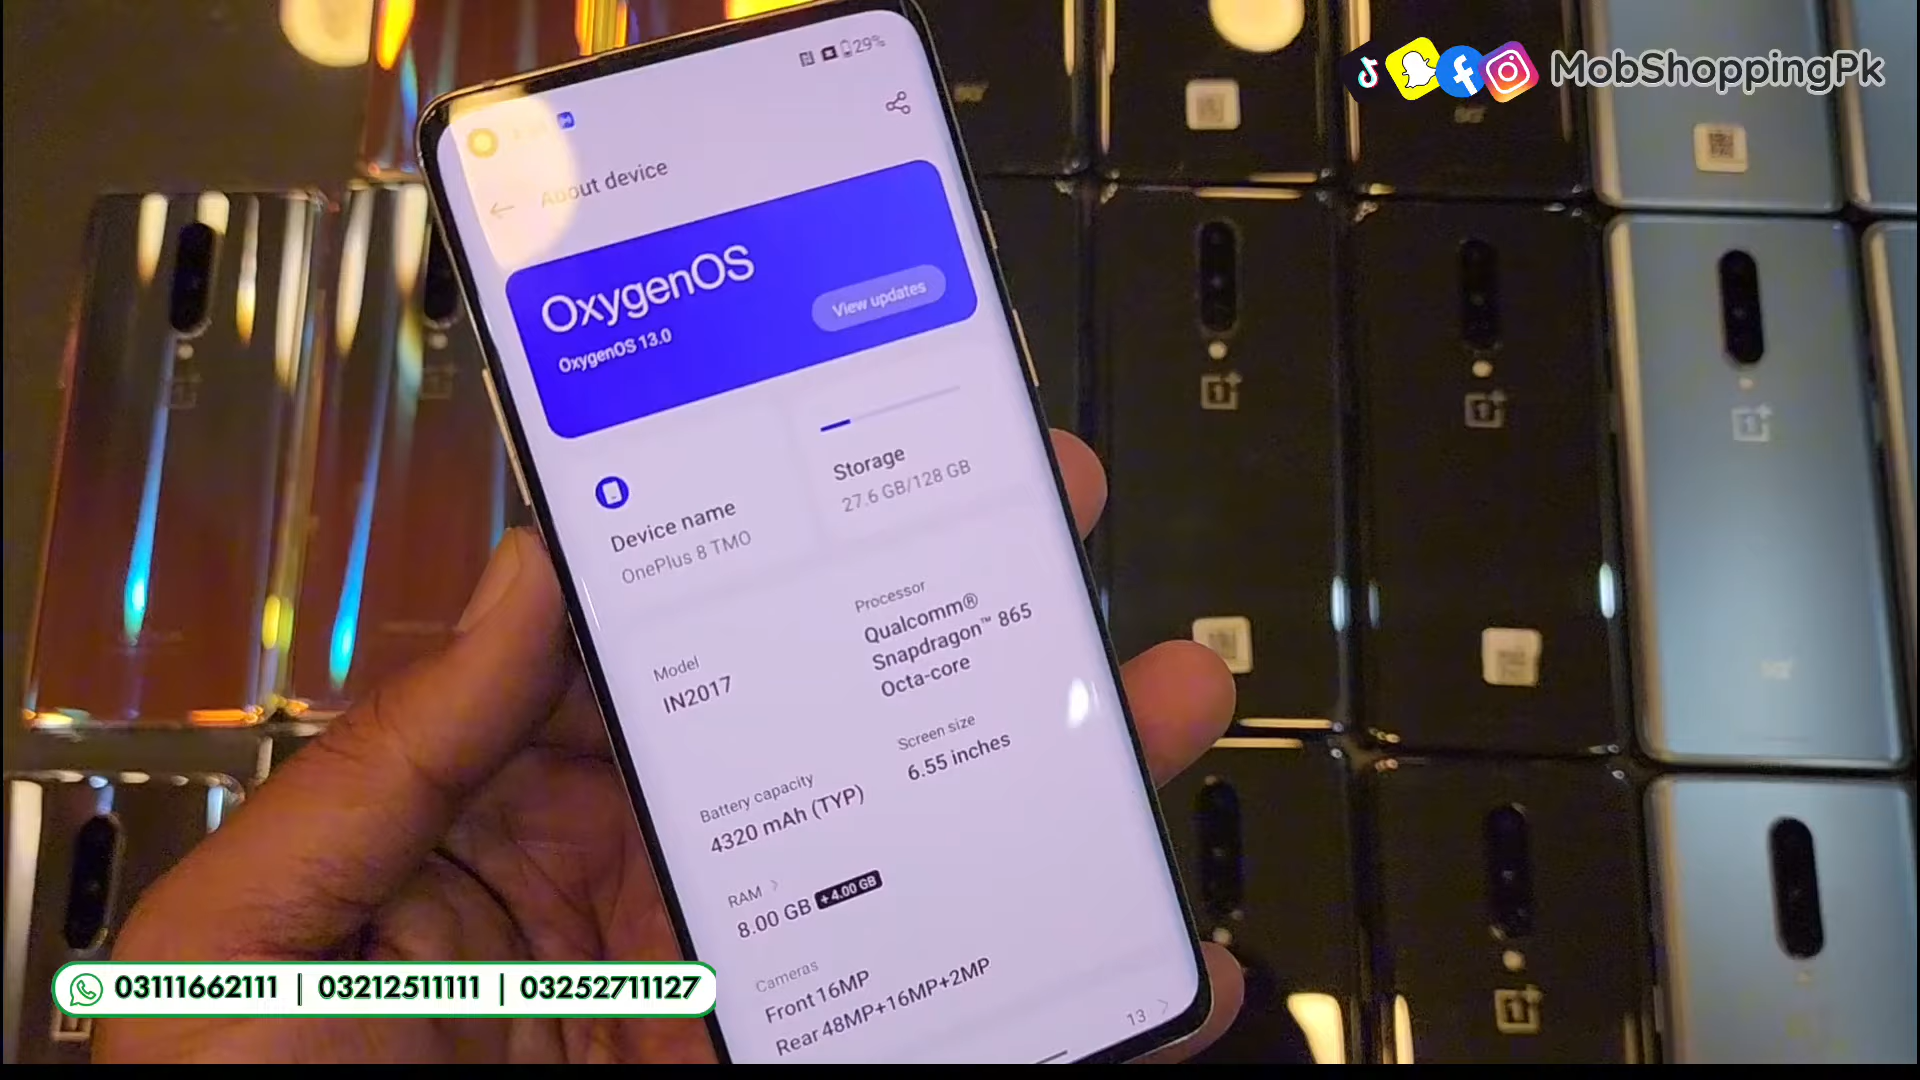 MobShoppingPk
29%
About device
OxygenOS
OxygenOS 13.0
View updates
Storage
27.6 GB/128 GB
Device name
OnePlus 8 TMO
Processor
Qualcomm®
Snapdragon™ 865
Octa-core
Model
IN2017
Screen size
6.55 inches
Battery capacity
4320 mAh (TYP)
RAM
8.00 GB +4.00 GB
Cameras
Front 16MP
Rear 48MP+16MP+2MP
13
03111662111 | 03212511111 | 03252711127